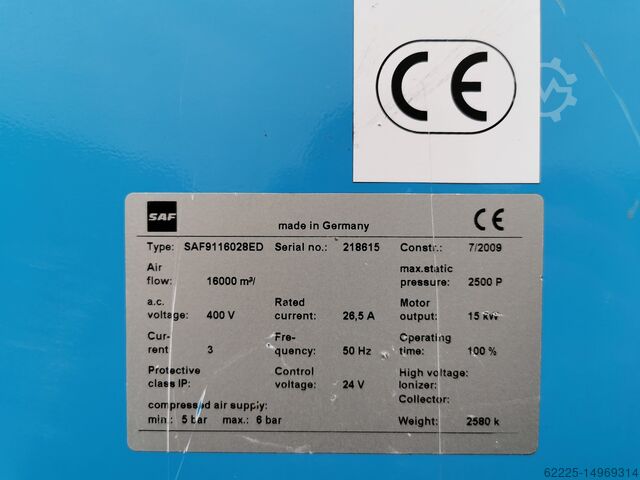 CE
SAF
made in Germany
CE
Type: SAF9116028ED Serial no.: 218615 Constr.: 7/2009
Air
flow: 16000 m³/
max.static
pressure: 2500 P
a.c.
voltage: 400 V
Rated
current: 26,5 A
Motor
output: 15 kW
Cur-
rent 3
Fre-
quency: 50 Hz
Operating
time: 100 %
Protective
class IP:
Control
voltage: 24 V
High voltage:
Ionizer:
Collector:
compressed air supply:
min.: 5 bar max.: 6 bar
Weight: 2580 k
62225-14969314